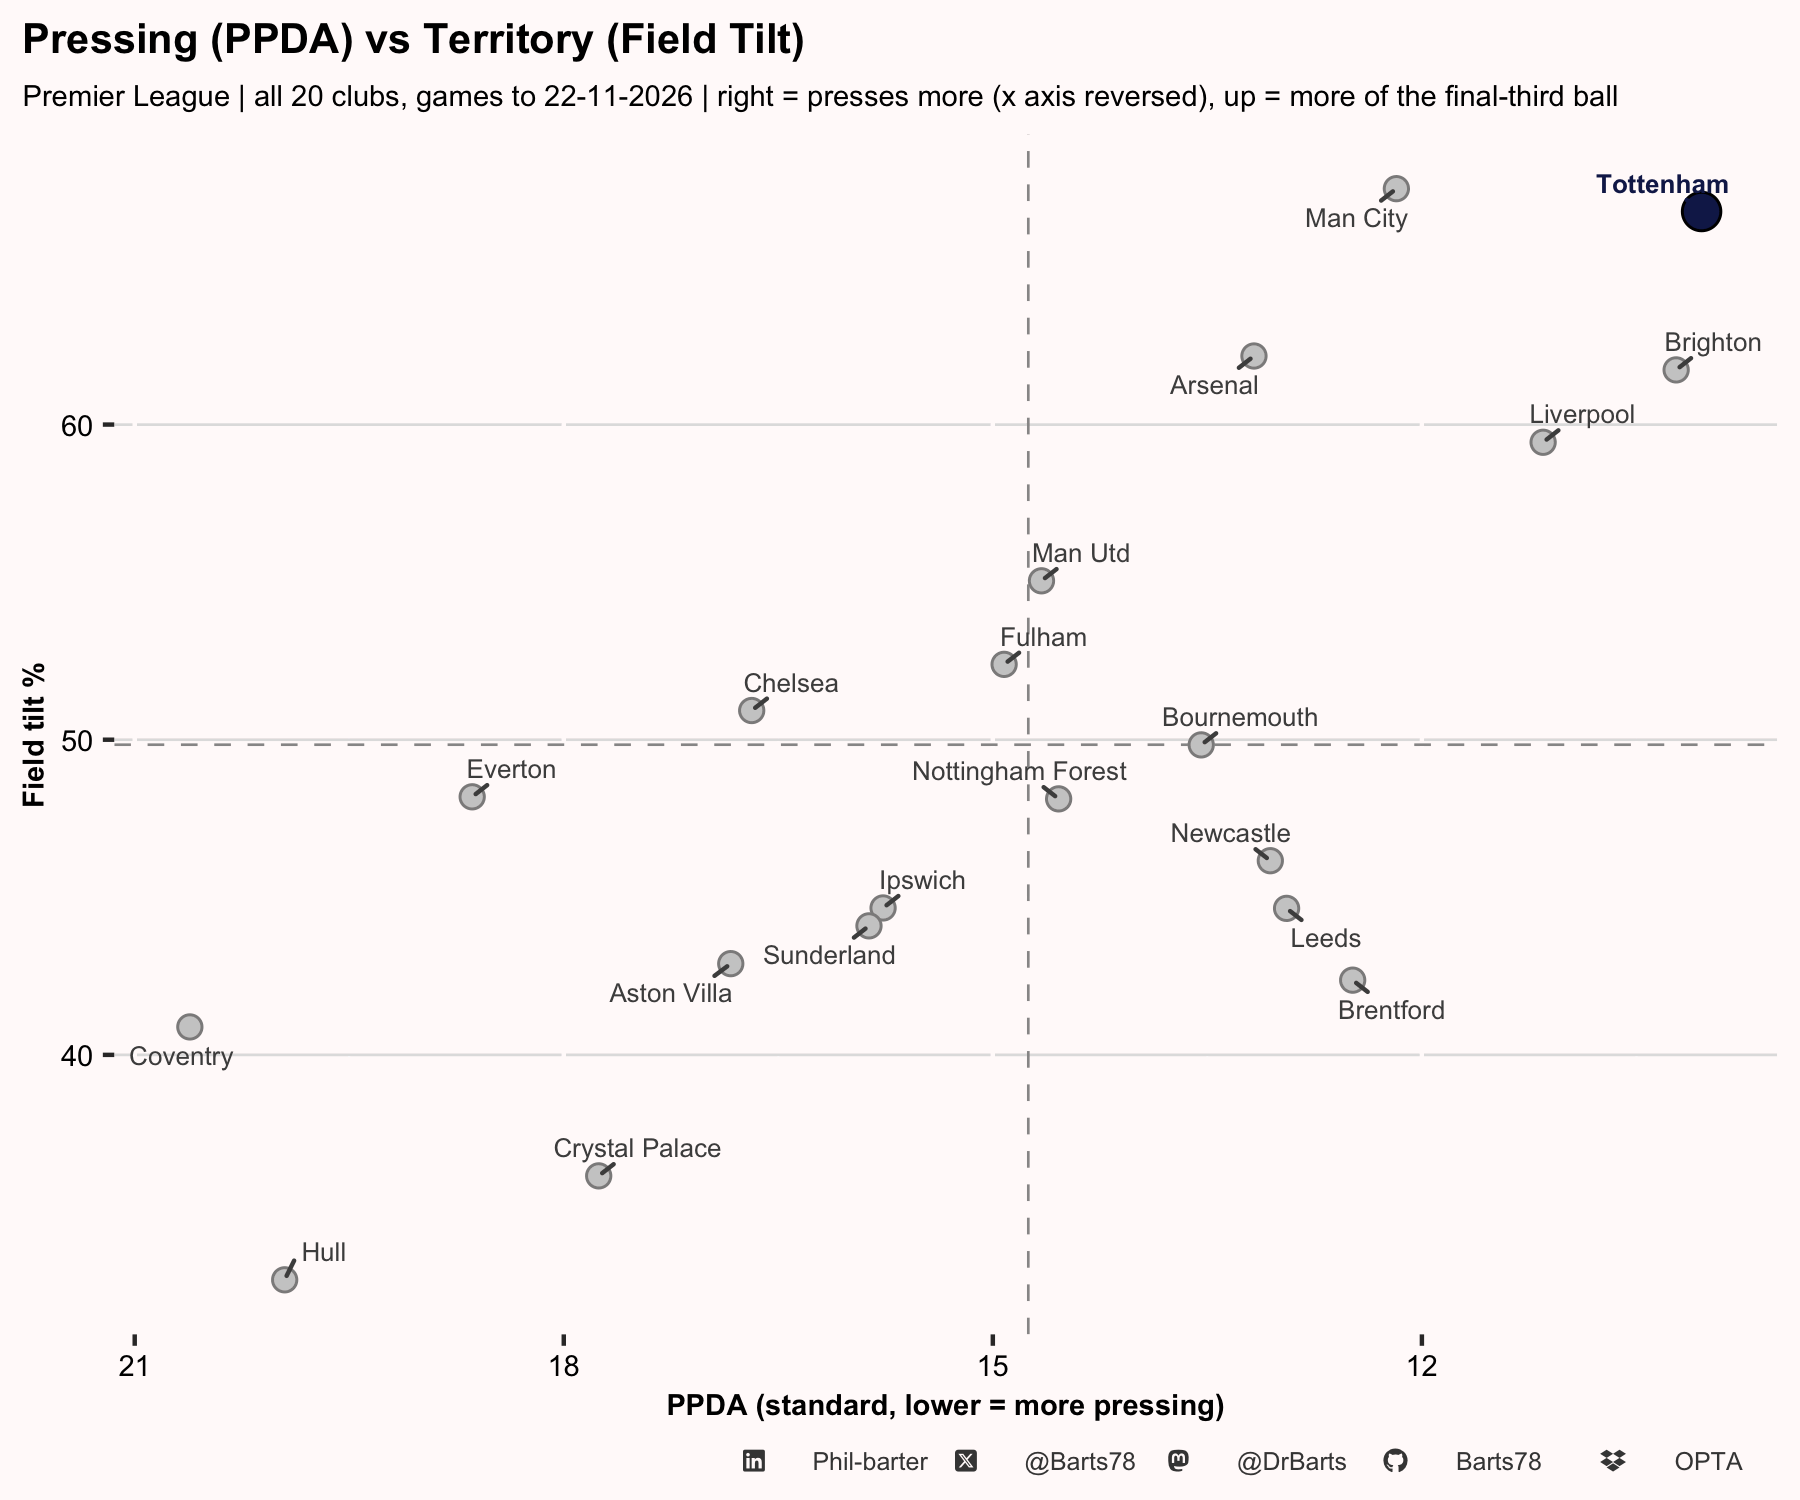 Pressing (PPDA) vs Territory (Field Tilt)
Premier League | all 20 clubs, games to 22-11-2026 | right = presses more (x axis reversed), up = more of the final-third ball
Tottenham
Man City
Brighton
Arsenal
Liverpool
60
Man Utd
Fulham
Chelsea
Bournemouth
50
Everton
Nottingham Forest
Newcastle
Ipswich
Leeds
Sunderland
Aston Villa
Brentford
Coventry
40
Crystal Palace
Hull
Field tilt %
21 18 15 12
PPDA (standard, lower = more pressing)
Phil-barter @Barts78 @DrBarts Barts78 OPTA